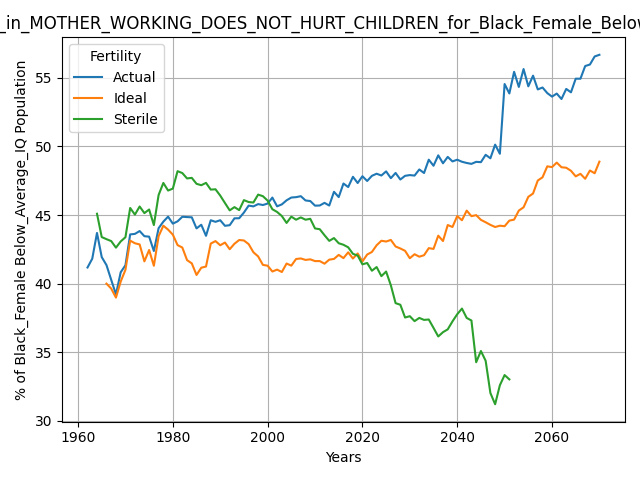 _in_MOTHER_WORKING_DOES_NOT_HURT_CHILDREN_for_Black_Female_Below
Fertility
Actual
Ideal
Sterile
% of Black_Female Below_Average_IQ Population
55
50
45
40
35
30
1960 1980 2000 2020 2040 2060
Years